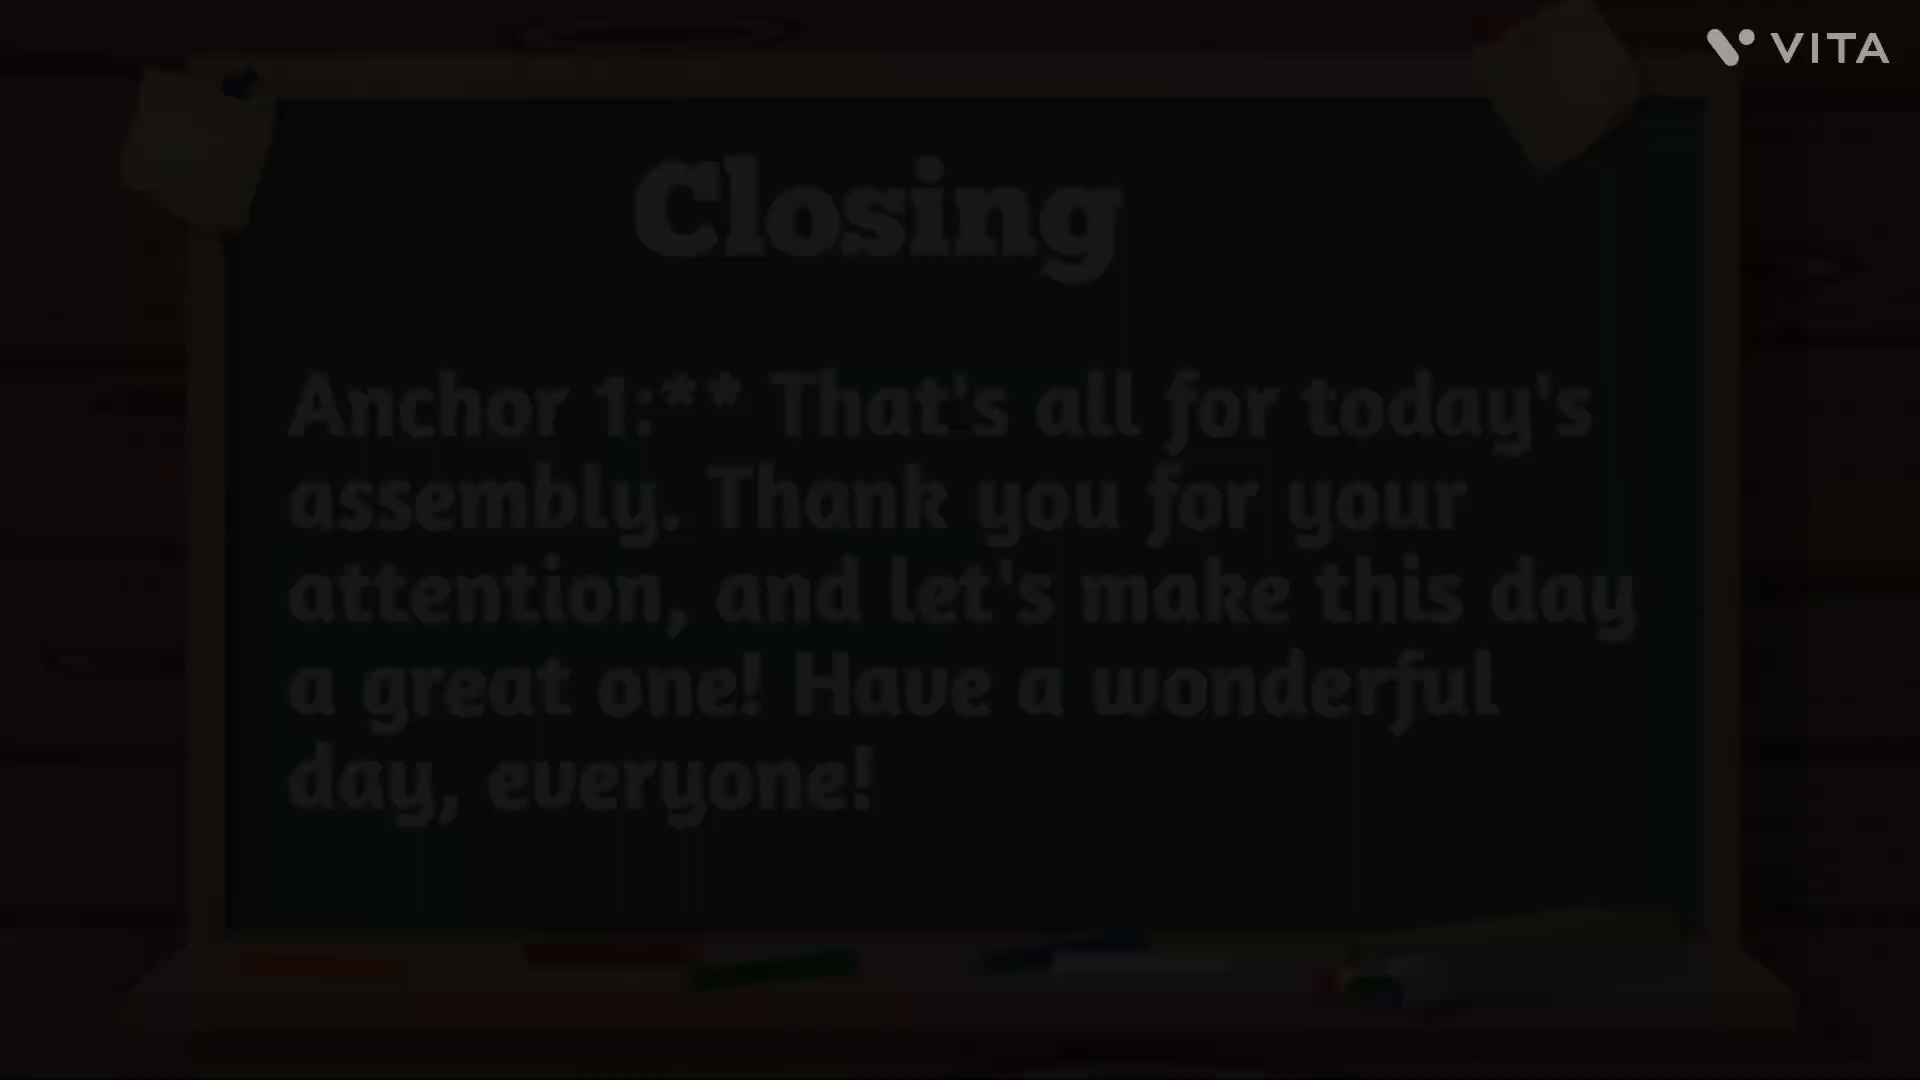 VITA
Closing
Anchor 1:** That's all for today's
assembly. Thank you for your
attention, and let's make this day
a great one! Have a wonderful
day, everyone!